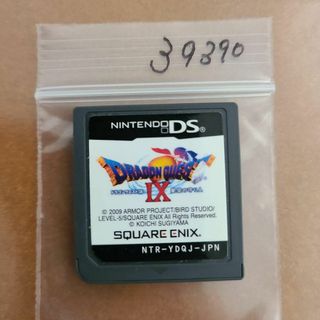 39390
NINTENDO DS
DRAGON QUEST
IX
© 2009 ARMOR PROJECT/BIRD STUDIO/
LEVEL-5/SQUARE ENIX All Rights Reserved.
© KOICHI SUGIYAMA
SQUARE ENIX.
NTR-YDQJ-JPN